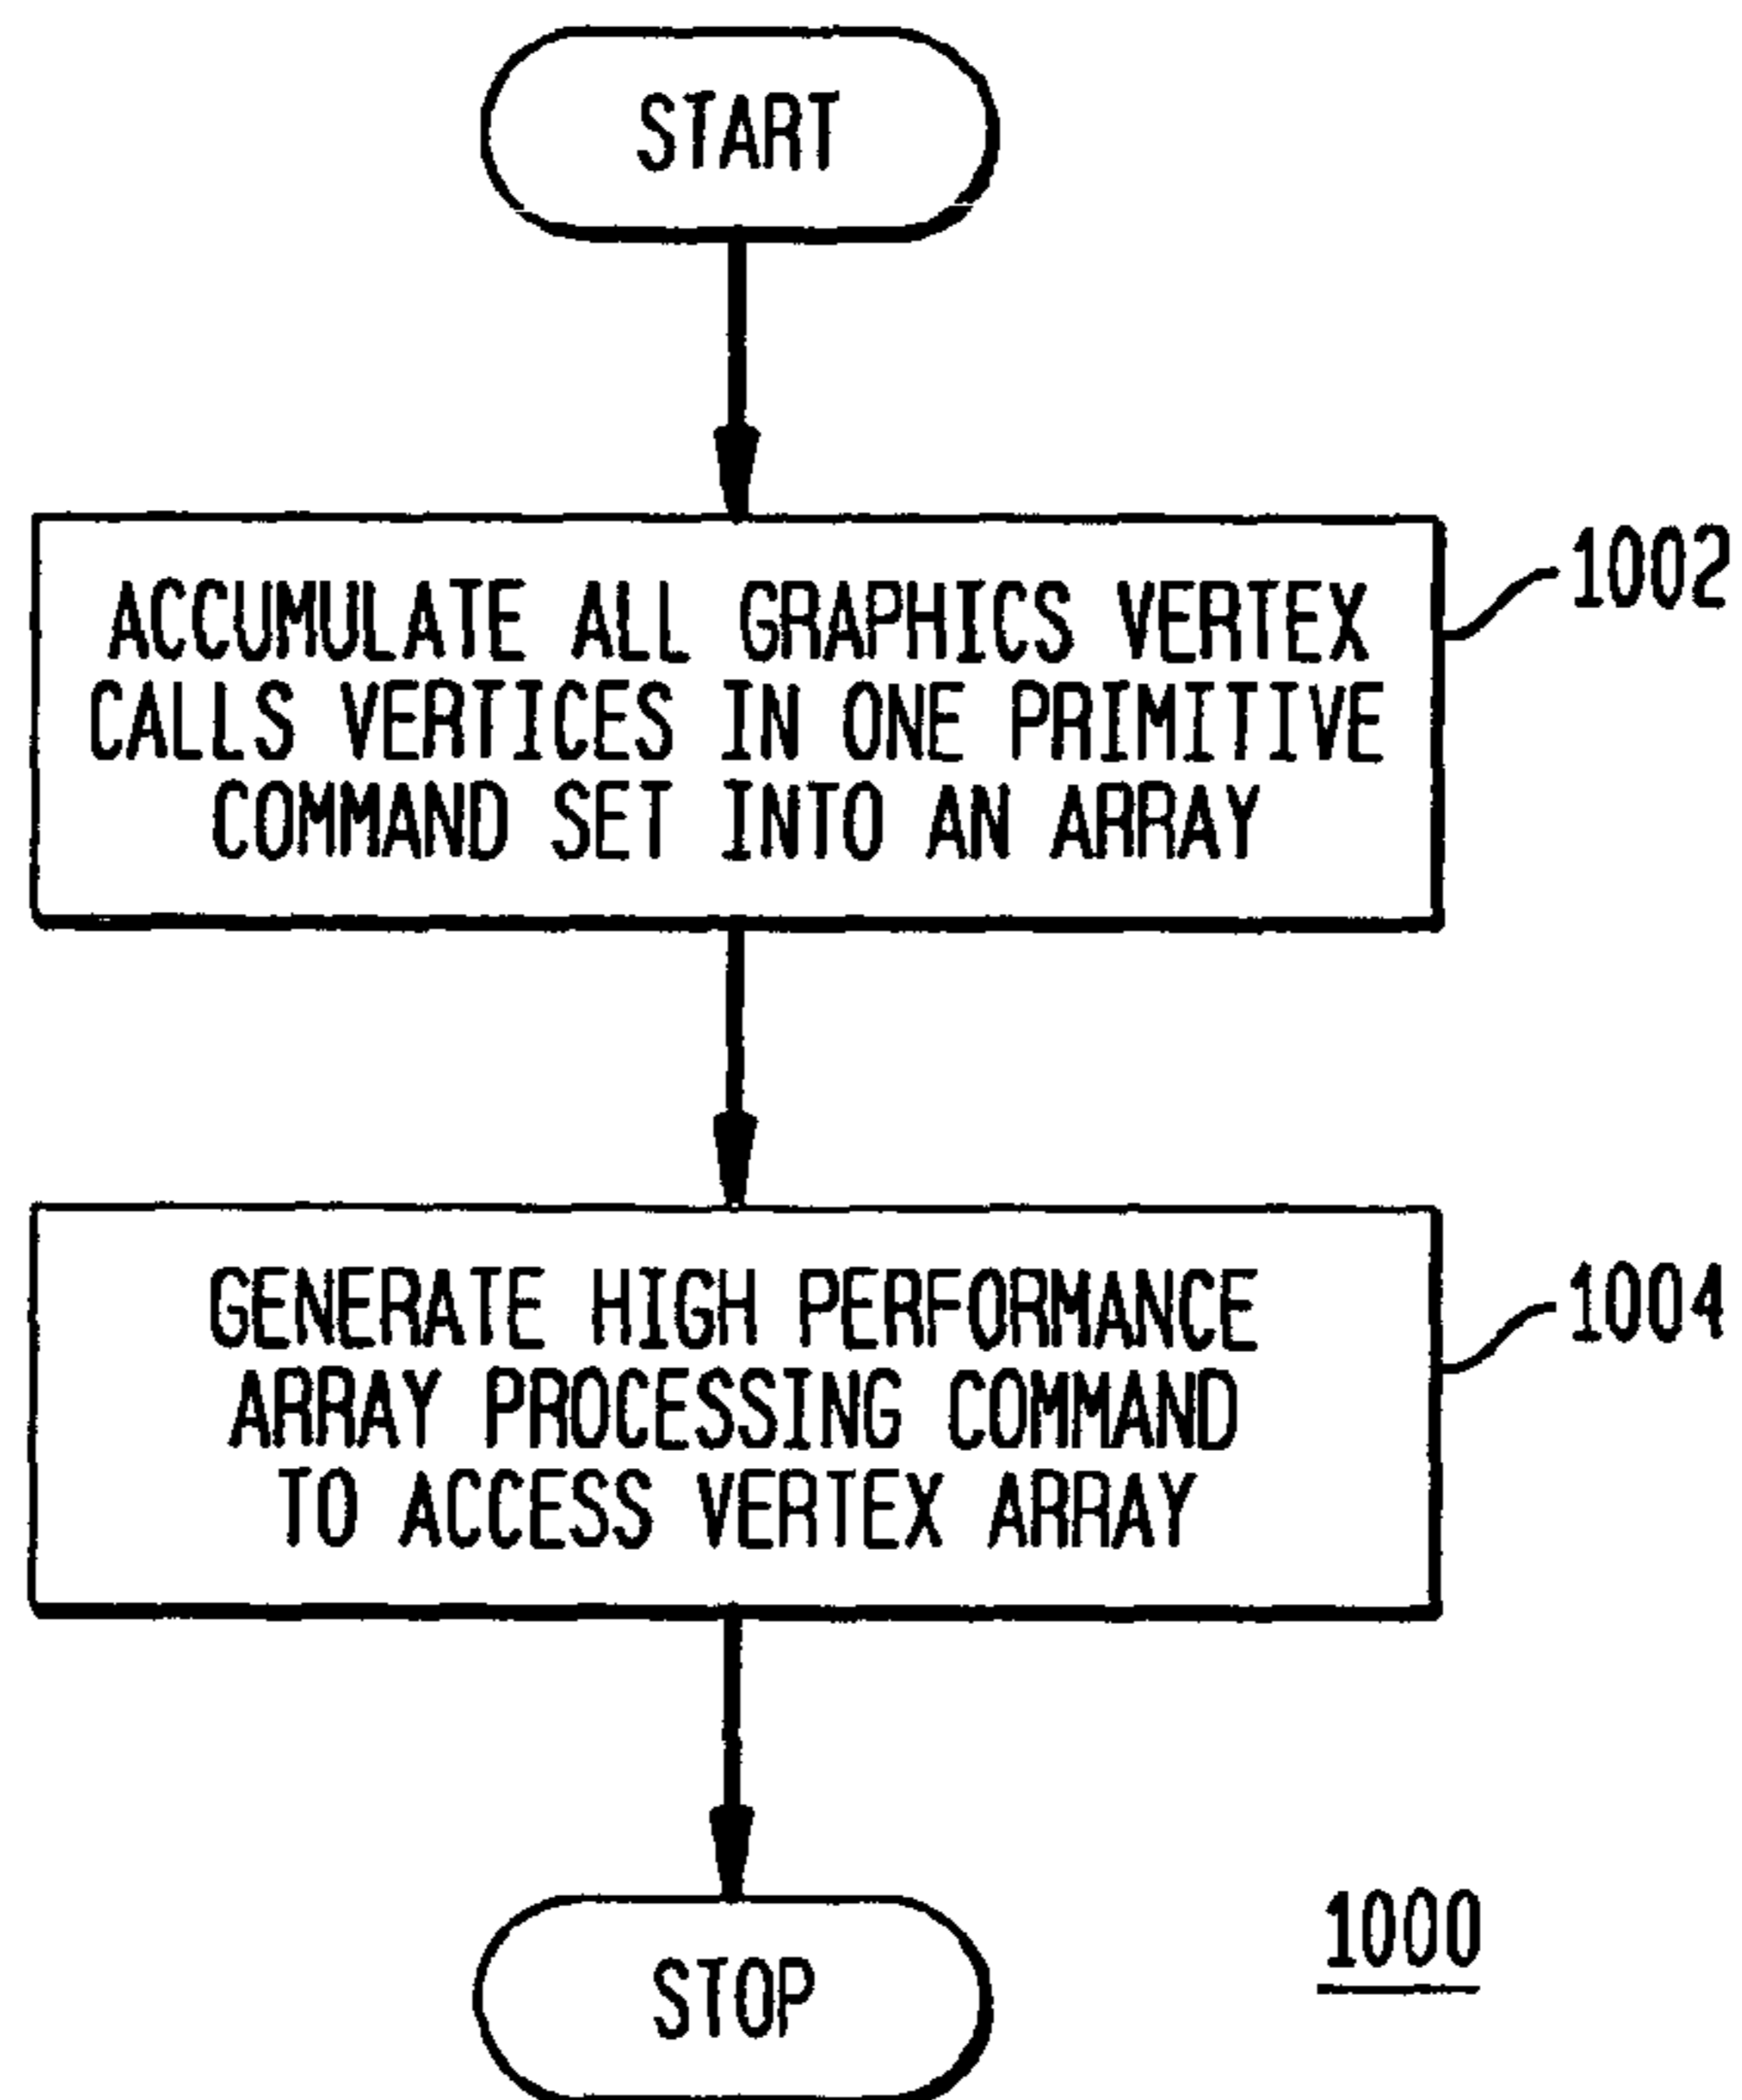 START
ACCUMULATE ALL GRAPHICS VERTEX
CALLS VERTICES IN ONE PRIMITIVE
COMMAND SET INTO AN ARRAY
1002
GENERATE HIGH PERFORMANCE
ARRAY PROCESSING COMMAND
TO ACCESS VERTEX ARRAY
1004
STOP
1000